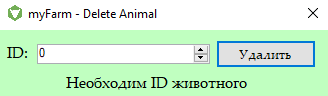 myFarm - Delete Animal
ID: 0 Удалить
Необходим ID животного